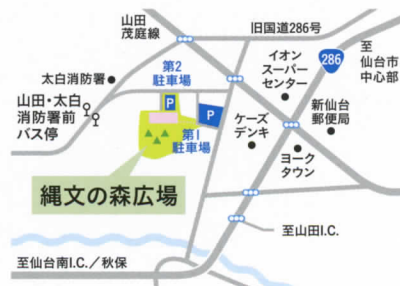 山田
茂庭線
旧国道286号
286
至
仙台市
中心部
第2
駐車場
P
イオン
スーパー
センター
太白消防署
山田・太白
消防署前
バス停
P
第1
駐車場
ケーズ
デンキ
新仙台
郵便局
ヨーク
タウン
縄文の森広場
至山田I.C.
至仙台南I.C.／秋保